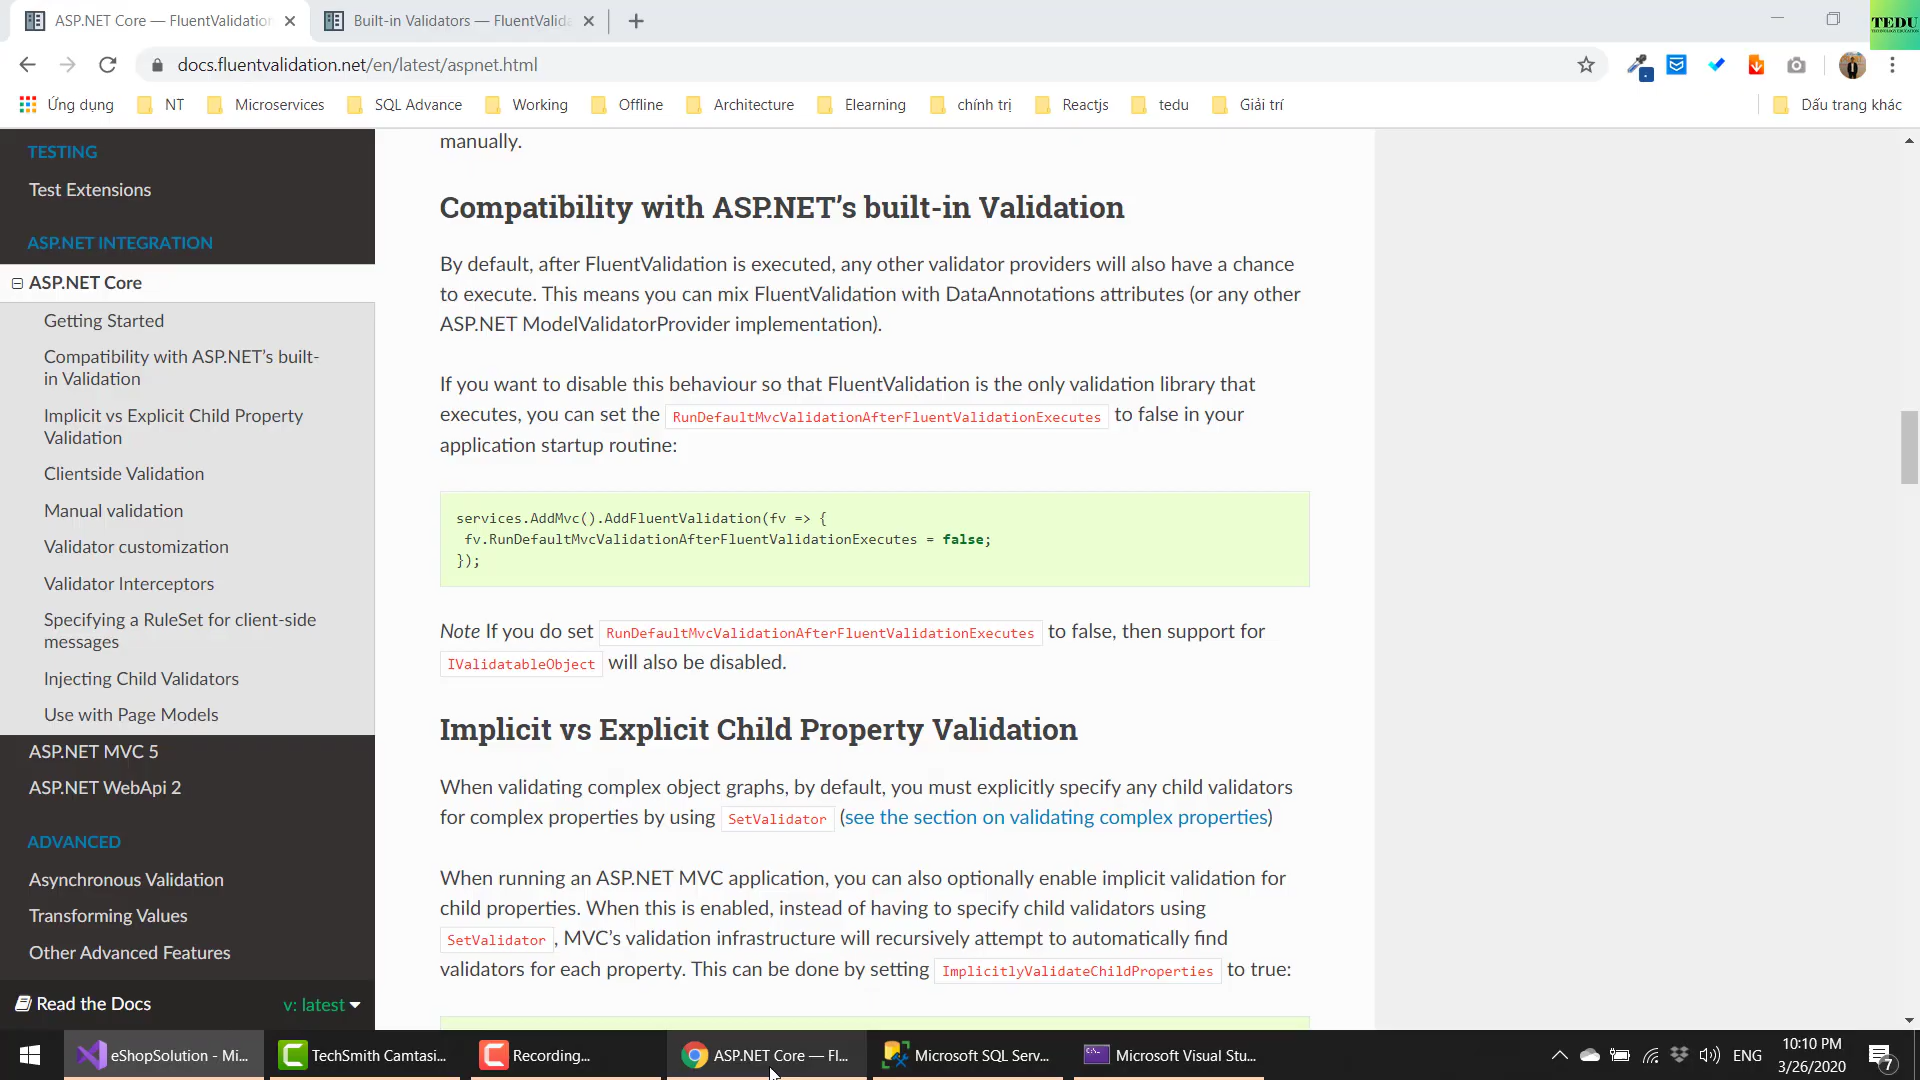 ASP.NET Core — FluentValidation
Built-in Validators — FluentValid
TEDU
docs.fluentvalidation.net/en/latest/aspnet.html
Ứng dụng
NT
Microservices
SQL Advance
Working
Offline
Architecture
Elearning
chính trị
Reactjs
tedu
Giải trí
Dấu trang khác
TESTING
Test Extensions
ASP.NET INTEGRATION
ASP.NET Core
Getting Started
Compatibility with ASP.NET’s built-
in Validation
Implicit vs Explicit Child Property
Validation
Clientside Validation
Manual validation
Validator customization
Validator Interceptors
Specifying a RuleSet for client-side
messages
Injecting Child Validators
Use with Page Models
ASP.NET MVC 5
ASP.NET WebApi 2
ADVANCED
Asynchronous Validation
Transforming Values
Other Advanced Features
Read the Docs
v: latest
manually.
Compatibility with ASP.NET’s built-in Validation
By default, after FluentValidation is executed, any other validator providers will also have a chance
to execute. This means you can mix FluentValidation with DataAnnotations attributes (or any other
ASP.NET ModelValidatorProvider implementation).
If you want to disable this behaviour so that FluentValidation is the only validation library that
executes, you can set the RunDefaultMvcValidationAfterFluentValidationExecutes to false in your
application startup routine:
services.AddMvc().AddFluentValidation(fv => {
fv.RunDefaultMvcValidationAfterFluentValidationExecutes = false;
});
Note If you do set RunDefaultMvcValidationAfterFluentValidationExecutes to false, then support for
IValidatableObject will also be disabled.
Implicit vs Explicit Child Property Validation
When validating complex object graphs, by default, you must explicitly specify any child validators
for complex properties by using SetValidator (see the section on validating complex properties)
When running an ASP.NET MVC application, you can also optionally enable implicit validation for
child properties. When this is enabled, instead of having to specify child validators using
SetValidator , MVC’s validation infrastructure will recursively attempt to automatically find
validators for each property. This can be done by setting ImplicitlyValidateChildProperties to true:
eShopSolution - Mi...
TechSmith Camtasi...
Recording...
ASP.NET Core — Fl...
Microsoft SQL Serv...
Microsoft Visual Stu...
ENG
10:10 PM
3/26/2020
7